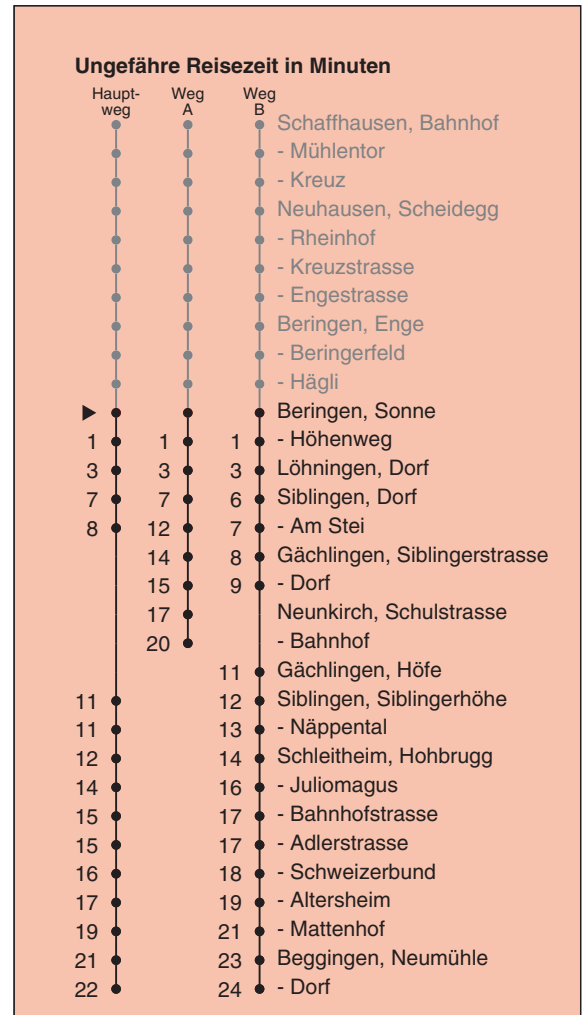 Ungefähre Reisezeit in Minuten
Haupt- Weg Weg
weg A B
Schaffhausen, Bahnhof
- Mühlentor
- Kreuz
Neuhausen, Scheidegg
- Rheinhof
- Kreuzstrasse
- Engestrasse
Beringen, Enge
- Beringerfeld
- Hägli
Beringen, Sonne
1 1 1 - Höhenweg
3 3 3 Löhningen, Dorf
7 7 6 Siblingen, Dorf
8 12 7 - Am Stei
14 8 Gächlingen, Siblingerstrasse
15 9 - Dorf
17 Neunkirch, Schulstrasse
20 - Bahnhof
11 Gächlingen, Höfe
11 12 Siblingen, Siblingerhöhe
11 13 - Näppental
12 14 Schleitheim, Hohbrugg
14 16 - Juliomagus
15 17 - Bahnhofstrasse
15 17 - Adlerstrasse
16 18 - Schweizerbund
17 19 - Altersheim
19 21 - Mattenhof
21 23 Beggingen, Neumühle
22 24 - Dorf